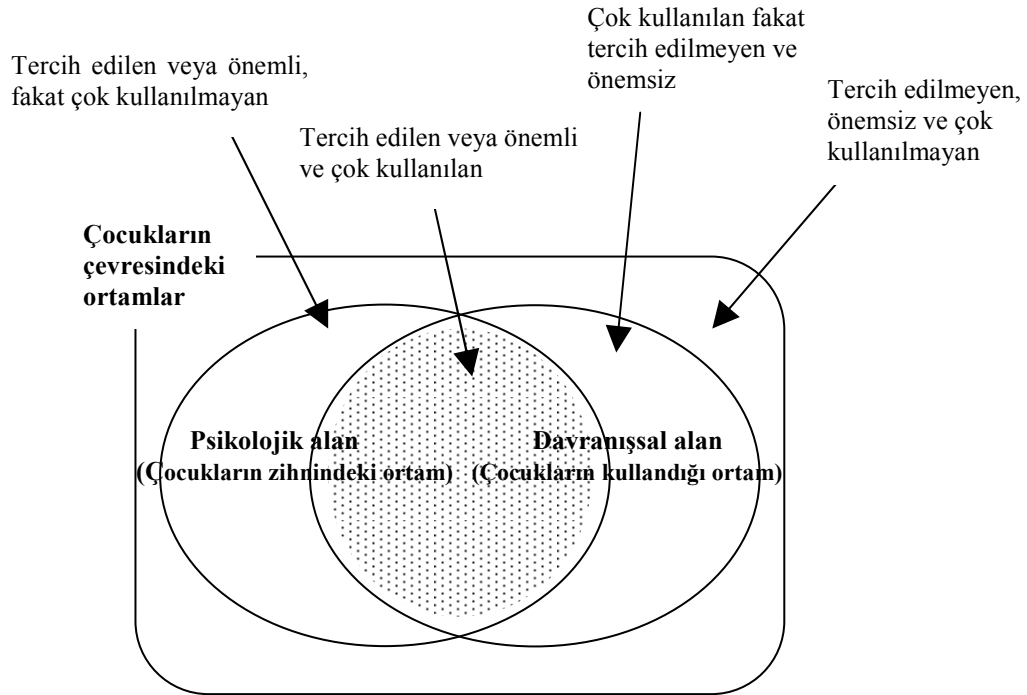 Çok kullanılan fakat
tercih edilmeyen ve
önemsiz
Tercih edilen veya önemli,
fakat çok kullanılmayan
Tercih edilmeyen,
önemsiz ve çok
kullanılmayan
Tercih edilen veya önemli
ve çok kullanılan
Çocukların
çevresindeki
ortamlar
Psikolojik alan
(Çocukların zihnindeki ortam)
Davranışsal alan
(Çocukların kullandığı ortam)